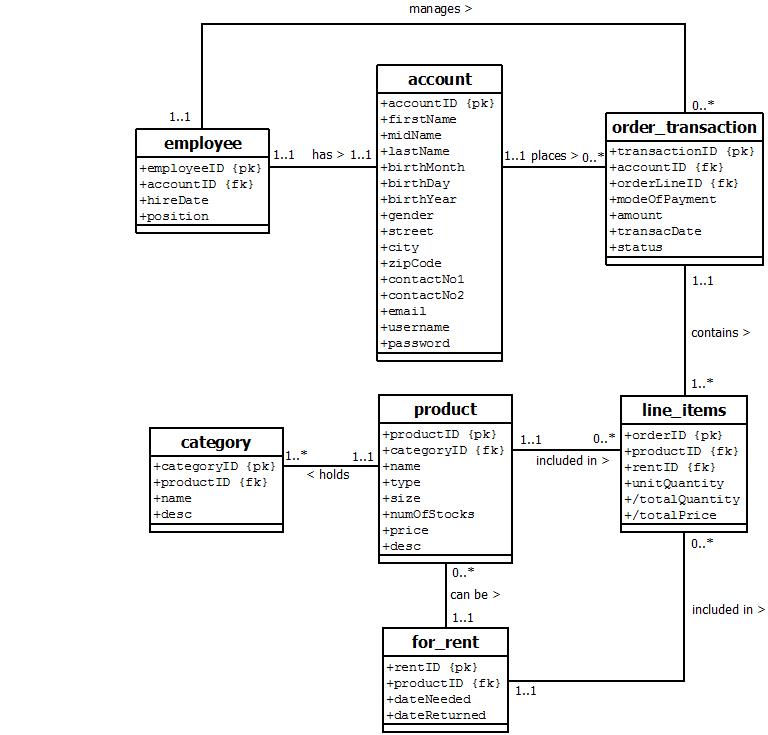 manages >
1..1
0..*
employee
+employeeID {pk}
+accountID {fk}
+hireDate
+position
1..1 has > 1..1
account
+accountID {pk}
+firstName
+midName
+lastName
+birthMonth
+birthDay
+birthYear
+gender
+street
+city
+zipCode
+contactNo1
+contactNo2
+email
+username
+password
1..1 places > 0..*
order_transaction
+transactionID {pk}
+accountID {fk}
+orderLineID {fk}
+modeOfPayment
+amount
+transacDate
+status
1..1
contains >
1..*
category
+categoryID {pk}
+productID {fk}
+name
+desc
1..* 1..1
< holds
product
+productID {pk}
+categoryID {fk}
+name
+type
+size
+numOfStocks
+price
+desc
1..1 0..*
included in >
line_items
+orderID {pk}
+productID {fk}
+rentID {fk}
+unitQuantity
+/totalQuantity
+/totalPrice
0..*
can be >
1..1
0..*
included in >
1..1
for_rent
+rentID {pk}
+productID {fk}
+dateNeeded
+dateReturned